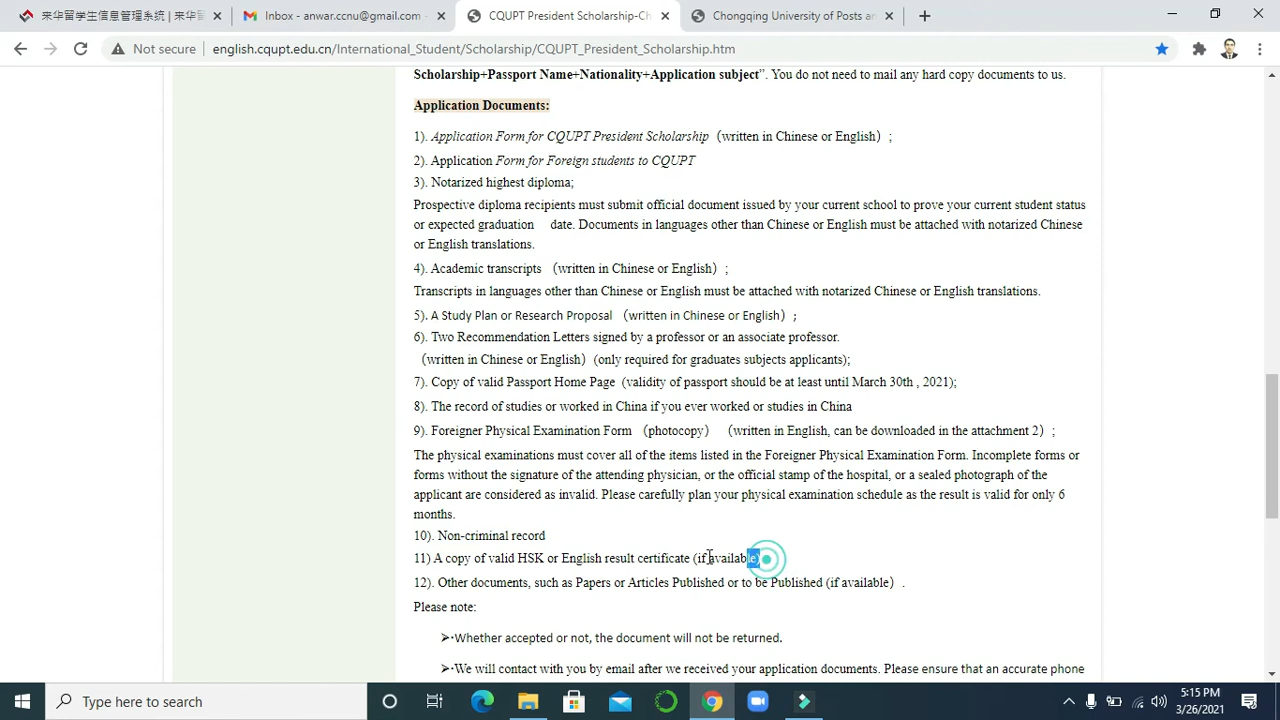 来华留学生信息管理系统 | 来华留
Inbox - anwar.ccnu@gmail.com
CQUPT President Scholarship-Ch
Chongqing University of Posts an
Not secure
english.cqupt.edu.cn/International_Student/Scholarship/CQUPT_President_Scholarship.htm
Scholarship+Passport Name+Nationality+Application subject”. You do not need to mail any hard copy documents to us.
Application Documents:
1). Application Form for CQUPT President Scholarship（written in Chinese or English）;
2). Application Form for Foreign students to CQUPT
3). Notarized highest diploma;
Prospective diploma recipients must submit official document issued by your current school to prove your current student status
or expected graduation date. Documents in languages other than Chinese or English must be attached with notarized Chinese
or English translations.
4). Academic transcripts （written in Chinese or English）;
Transcripts in languages other than Chinese or English must be attached with notarized Chinese or English translations.
5). A Study Plan or Research Proposal （written in Chinese or English）;
6). Two Recommendation Letters signed by a professor or an associate professor.
（written in Chinese or English）(only required for graduates subjects applicants);
7). Copy of valid Passport Home Page（validity of passport should be at least until March 30th , 2021);
8). The record of studies or worked in China if you ever worked or studies in China
9). Foreigner Physical Examination Form （photocopy） （written in English, can be downloaded in the attachment 2）;
The physical examinations must cover all of the items listed in the Foreigner Physical Examination Form. Incomplete forms or
forms without the signature of the attending physician, or the official stamp of the hospital, or a sealed photograph of the
applicant are considered as invalid. Please carefully plan your physical examination schedule as the result is valid for only 6
months.
10). Non-criminal record
11) A copy of valid HSK or English result certificate (if available)
12). Other documents, such as Papers or Articles Published or to be Published (if available）.
Please note:
➢·Whether accepted or not, the document will not be returned.
➢·We will contact with you by email after we received your application documents. Please ensure that an accurate phone
Type here to search
5:15 PM
3/26/2021